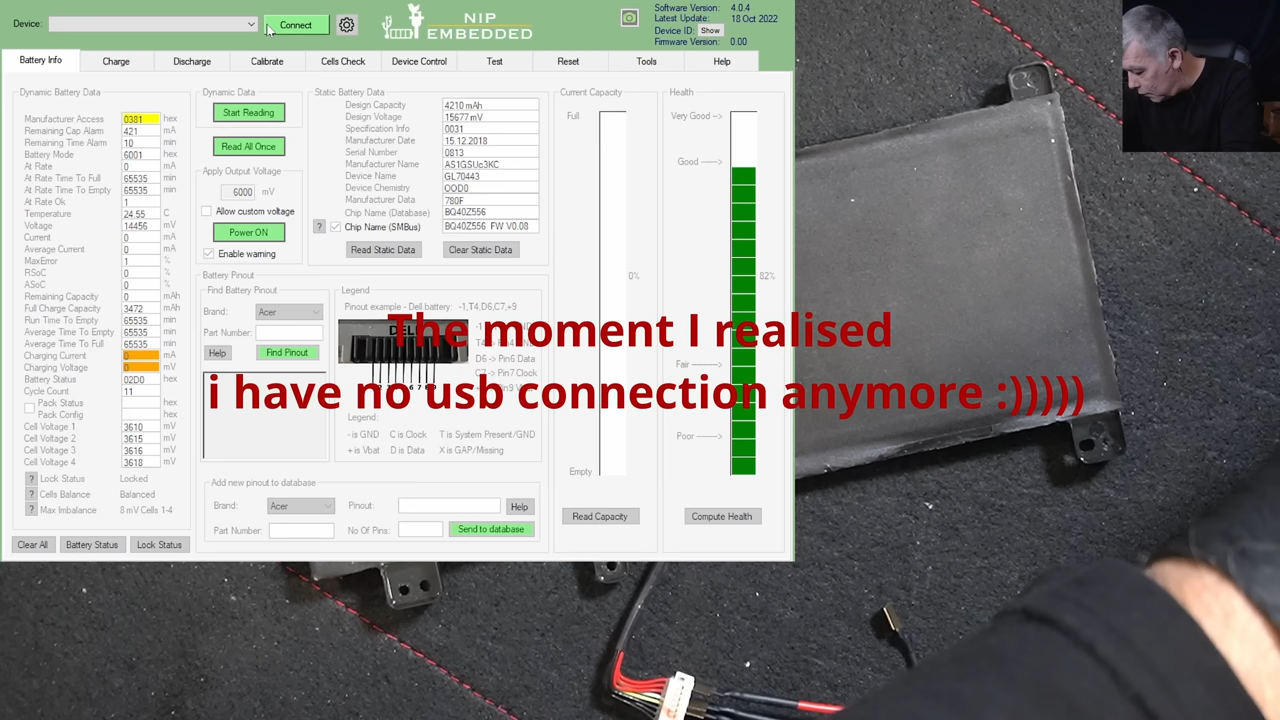 Device:
Connect
NIP
EMBEDDED
Software Version: 4.0.4
Latest Update: 18 Oct 2022
Device ID: Show
Firmware Version: 0.00
Battery Info
Charge
Discharge
Calibrate
Cells Check
Device Control
Test
Reset
Tools
Help
Dynamic Battery Data
Manufacturer Access 0381 hex
Remaining Cap Alarm 421 mA
Remaining Time Alarm 10 min
Battery Mode 6001 hex
At Rate 0 mA
At Rate Time To Full 65535 min
At Rate Time To Empty 65535 min
At Rate Ok 1
Temperature 24.55 C
Voltage 14456 mV
Current 0 mA
Average Current 0 mA
MaxError 1 %
RSoC 0 %
ASoC 0 %
Remaining Capacity 0 mAh
Full Charge Capacity 3472 mAh
Run Time To Empty 65535 min
Average Time To Empty 65535 min
Average Time To Full 65535 min
Charging Current 0 mA
Charging Voltage 0 mV
Battery Status 02D0 hex
Cycle Count 11
Pack Status hex
Pack Config hex
Cell Voltage 1 3610 mV
Cell Voltage 2 3615 mV
Cell Voltage 3 3616 mV
Cell Voltage 4 3618 mV
? Lock Status Locked
? Cells Balance Balanced
? Max Imbalance 8 mV Cells 1-4
Clear All
Battery Status
Lock Status
Dynamic Data
Start Reading
Read All Once
Apply Output Voltage
6000 mV
Allow custom voltage
Power ON
Enable warning
Static Battery Data
Design Capacity 4210 mAh
Design Voltage 15677 mV
Specification Info 0031
Manufacturer Date 15.12.2018
Serial Number 0813
Manufacturer Name AS1GSUc3KC
Device Name GL70443
Device Chemistry OOD0
Manufacturer Data 780F
Chip Name (Database) BQ40Z556
? Chip Name (SMBus) BQ40Z556 FW V0.08
Read Static Data
Clear Static Data
Battery Pinout
Find Battery Pinout
Brand: Acer
Part Number:
Help
Find Pinout
Legend
Pinout example - Dell battery: -1,T4,D6,C7,+9
D6 -> Pin6 Data
Legend:
- is GND C is Clock T is System Present/GND
+ is Vbat D is Data X is GAP/Missing
Add new pinout to database
Brand: Acer Pinout: Help
Part Number: No Of Pins: Send to database
Current Capacity
Full
0%
Empty
Read Capacity
Health
Very Good -->
Good --->
82%
Fair --->
Poor --->
Compute Health
The moment I realised
i have no usb connection anymore :)))))